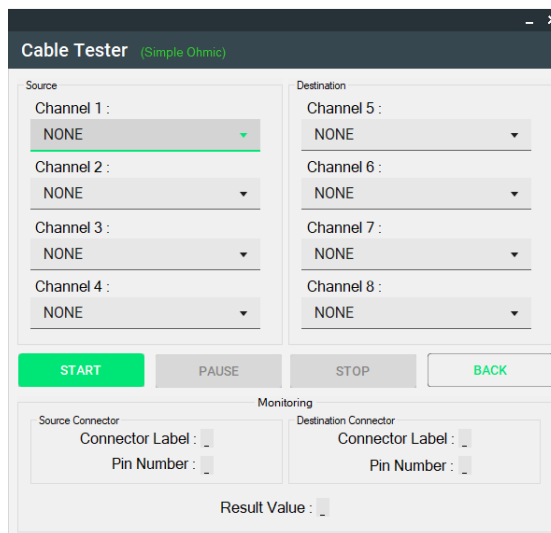 Cable Tester (Simple Ohmic)
Source
Channel 1 :
NONE
Channel 2 :
NONE
Channel 3 :
NONE
Channel 4 :
NONE
Destination
Channel 5 :
NONE
Channel 6 :
NONE
Channel 7 :
NONE
Channel 8 :
NONE
START PAUSE STOP BACK
Monitoring
Source Connector
Connector Label : _
Pin Number : _
Destination Connector
Connector Label : _
Pin Number : _
Result Value : _